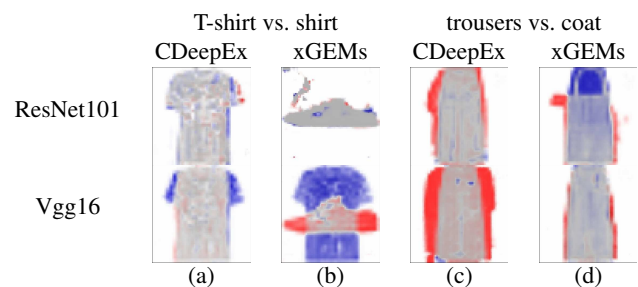 T-shirt vs. shirt trousers vs. coat
CDeepEx xGEMs CDeepEx xGEMs
ResNet101
Vgg16
(a) (b) (c) (d)